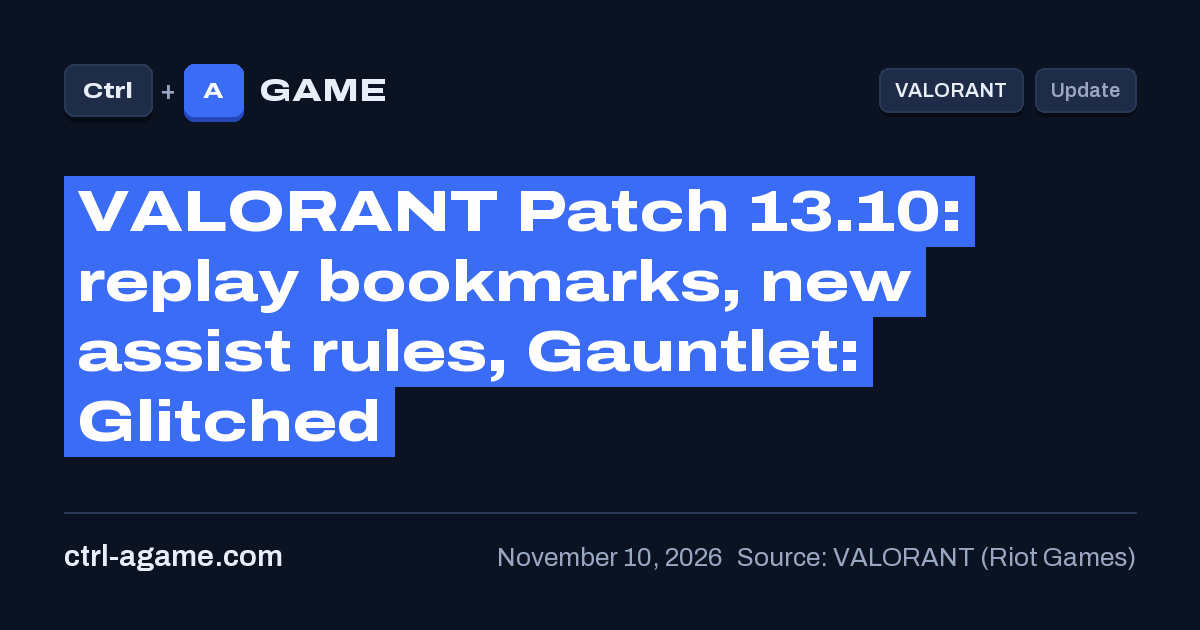 Ctrl + A GAME
VALORANT Update
VALORANT Patch 13.10:
replay bookmarks, new
assist rules, Gauntlet:
Glitched
ctrl-agame.com
November 10, 2026 Source: VALORANT (Riot Games)